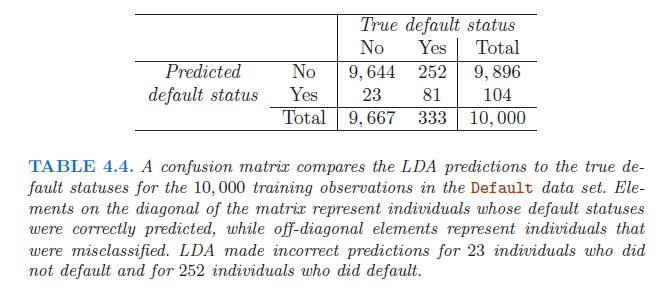 True default status
No Yes Total
Predicted No 9,644 252 9,896
default status Yes 23 81 104
Total 9,667 333 10,000
TABLE 4.4. A confusion matrix compares the LDA predictions to the true de-
fault statuses for the 10,000 training observations in the Default data set. Ele-
ments on the diagonal of the matrix represent individuals whose default statuses
were correctly predicted, while off-diagonal elements represent individuals that
were misclassified. LDA made incorrect predictions for 23 individuals who did
not default and for 252 individuals who did default.